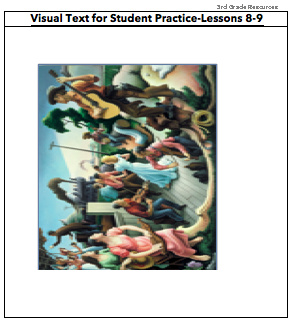 3rd Grade Resources
Visual Text for Student Practice-Lessons 8-9